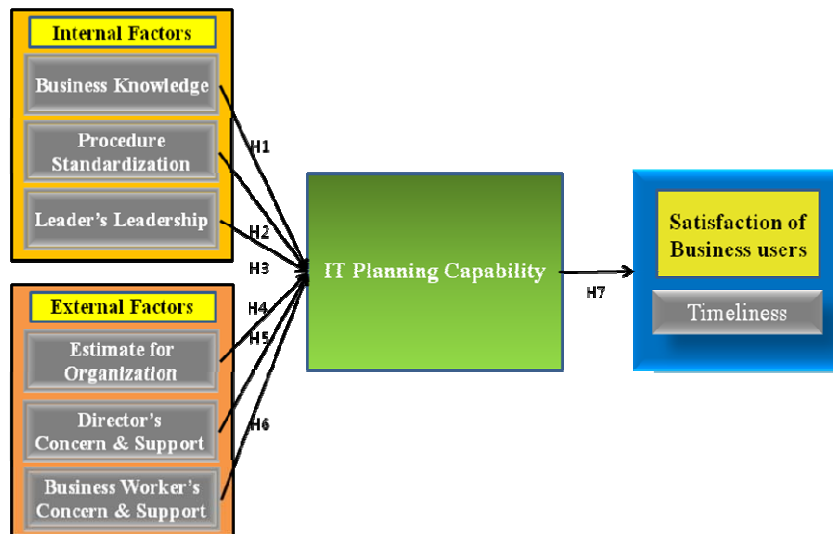 Internal Factors
Business Knowledge
Procedure
Standardization
Leader's Leadership
External Factors
Estimate for
Organization
Director's
Concern & Support
Business Worker's
Concern & Support
H1
H2
H3
H4
H5
H6
IT Planning Capability
H7
Satisfaction of
Business users
Timeliness